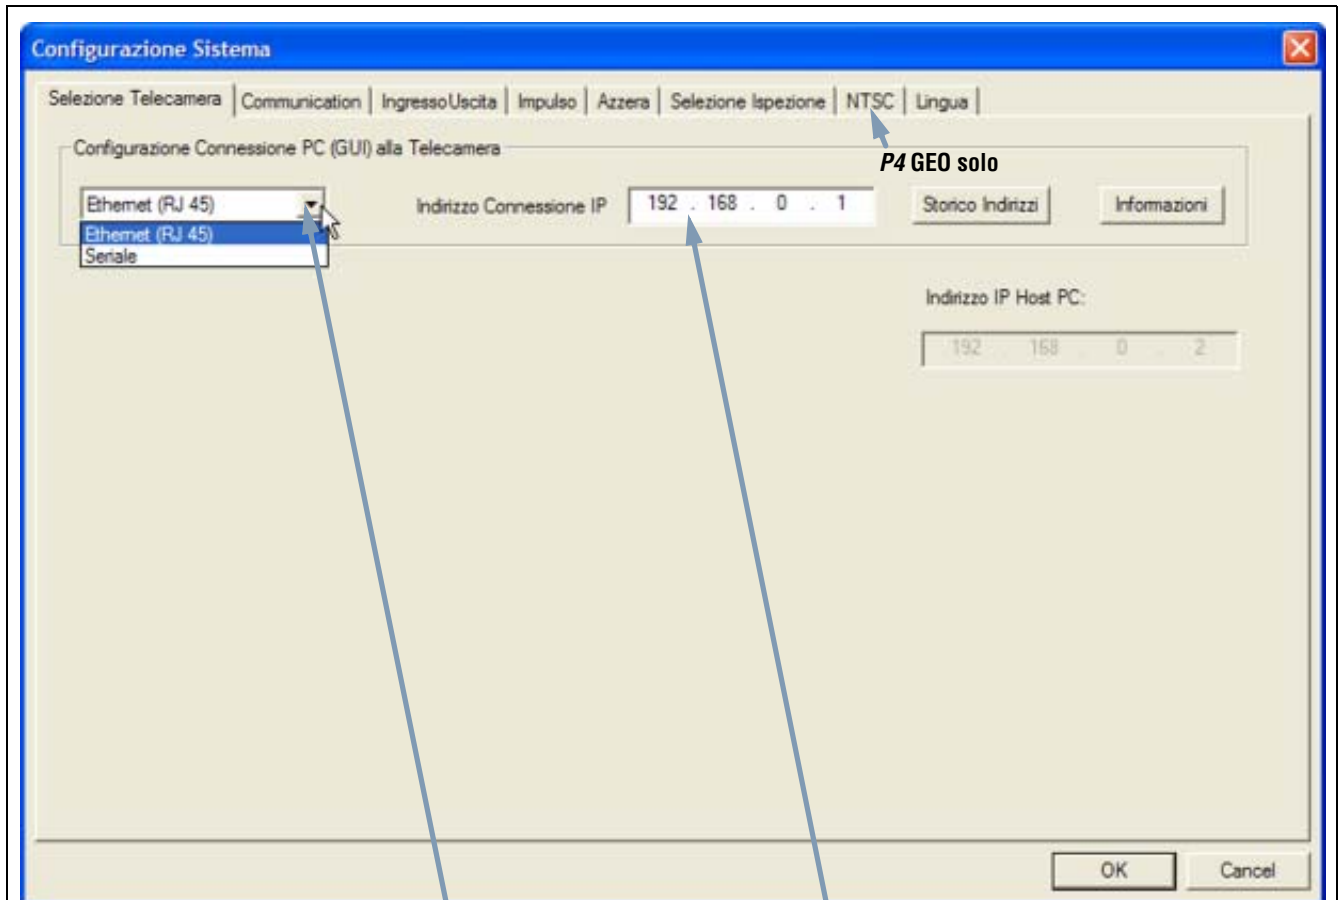 Configurazione Sistema
Selezione Telecamera Communication IngressoUscita Impulso Azzera Selezione Ispezione NTSC Lingua
Configurazione Connessione PC (GUI) alla Telecamera
P4 GEO solo
Ethernet (RJ 45) Indirizzo Connessione IP 192 . 168 . 0 . 1 Storico Indirizzi Informazioni
Ethernet (RJ 45)
Seriale
Indirizzo IP Host PC:
192 . 168 . 0 . 2
OK Cancel